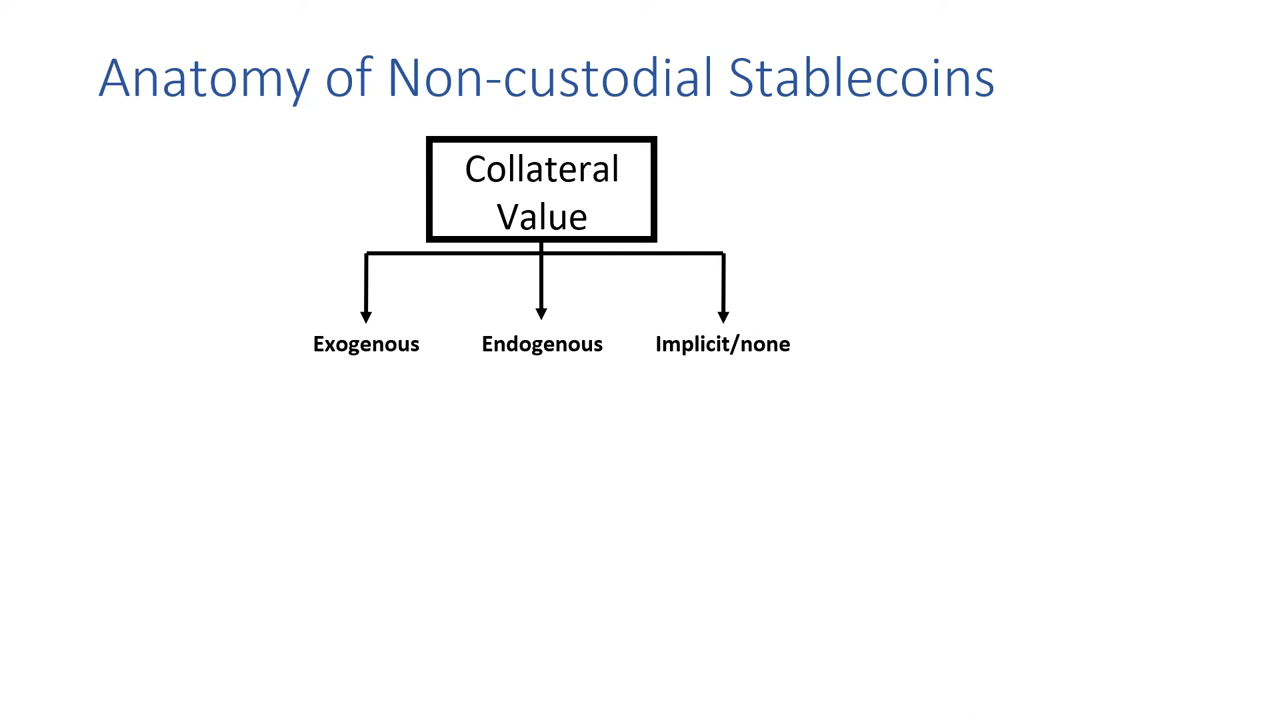 Anatomy of Non-custodial Stablecoins
Collateral
Value
Exogenous
Endogenous
Implicit/none